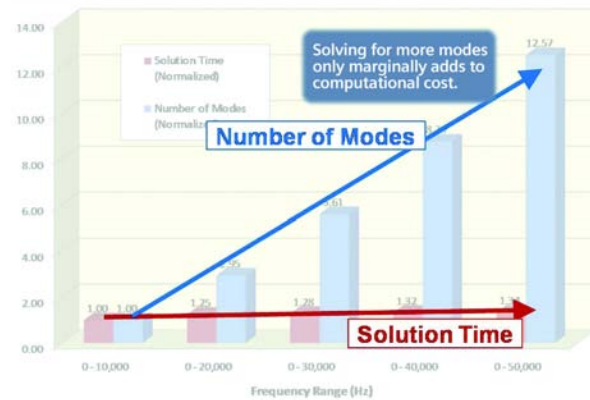 14.00
12.00
10.00
8.00
6.00
4.00
2.00
0.00
Solution Time
(Normalized)
Number of Modes
Solving for more modes
only marginally adds to
computational cost.
Number of Modes
12.57
5.61
1.00
1.00
1.25
1.28
1.32
Solution Time
0-10,000
0-20,000
0-30,000
0-40,000
0-50,000
Frequency Range (Hz)